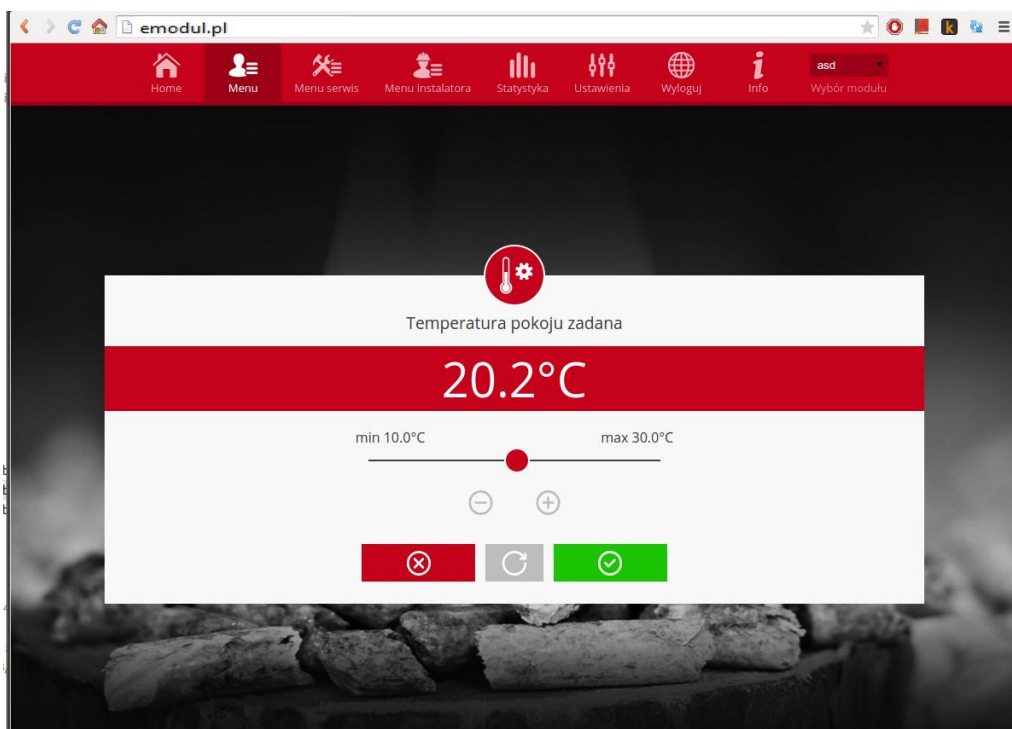 emodul.pl
Home Menu Menu serwis Menu instalatora Statystyka Ustawienia Wyloguj Info asd
Wybór modułu
Temperatura pokoju zadana
20.2°C
min 10.0°C max 30.0°C